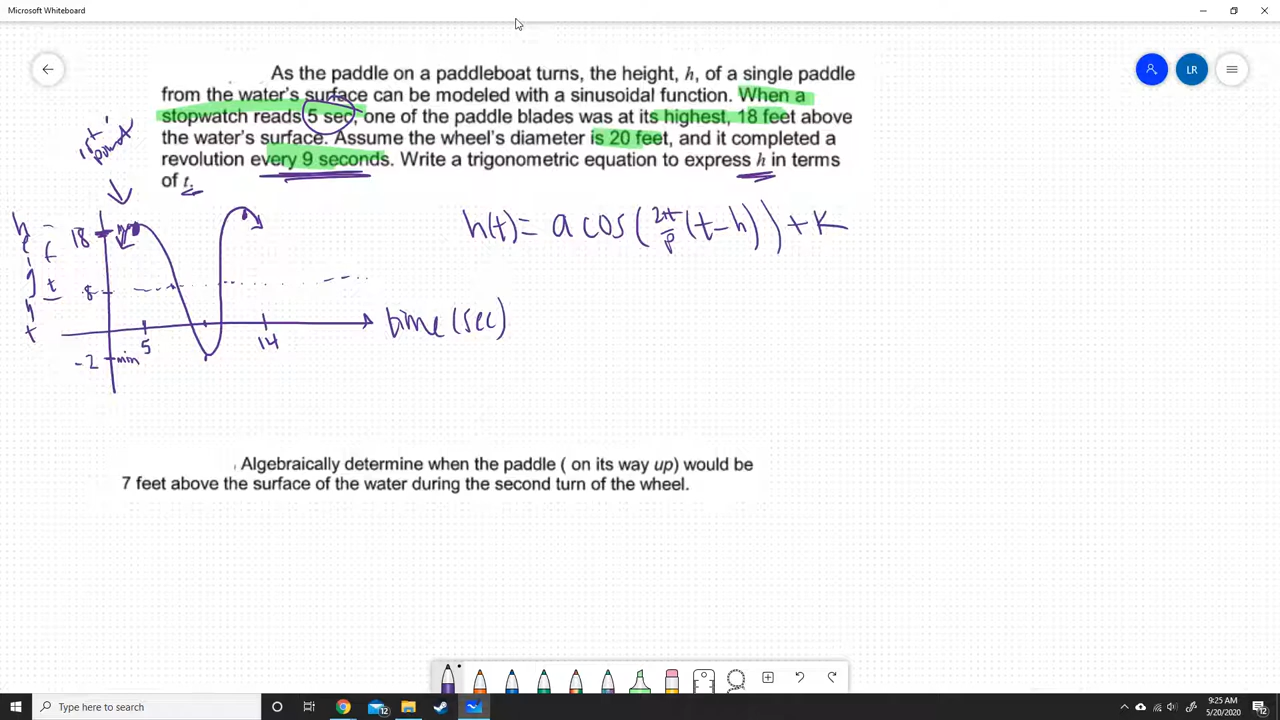 Microsoft Whiteboard
As the paddle on a paddleboat turns, the height, h, of a single paddle
from the water's surface can be modeled with a sinusoidal function. When a
stopwatch reads 5 sec, one of the paddle blades was at its highest, 18 feet above
the water's surface. Assume the wheel's diameter is 20 feet, and it completed a
revolution every 9 seconds. Write a trigonometric equation to express h in terms
of t.
LR
1st
point
height
ft
18
8
-2 min
5
14
time (sec)
h(t) = a cos(2π/P (t-h)) + K
Algebraically determine when the paddle ( on its way up) would be
7 feet above the surface of the water during the second turn of the wheel.
Type here to search
12
9:25 AM
5/20/2020
12